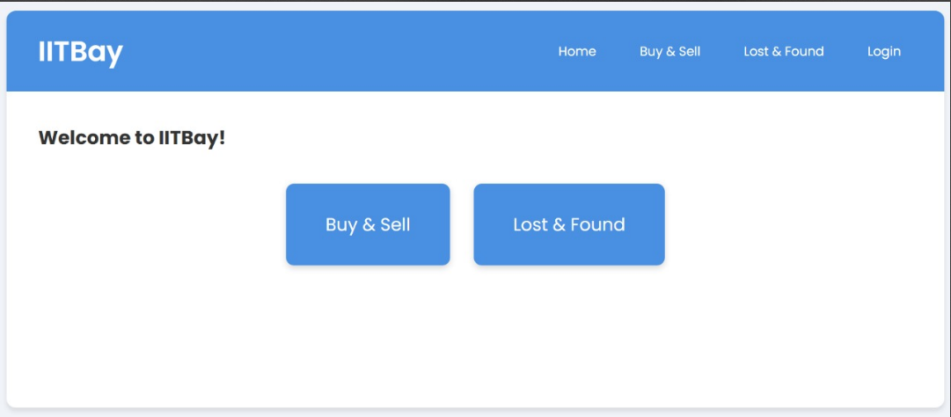 IITBay
Home Buy & Sell Lost & Found Login
Welcome to IITBay!
Buy & Sell
Lost & Found